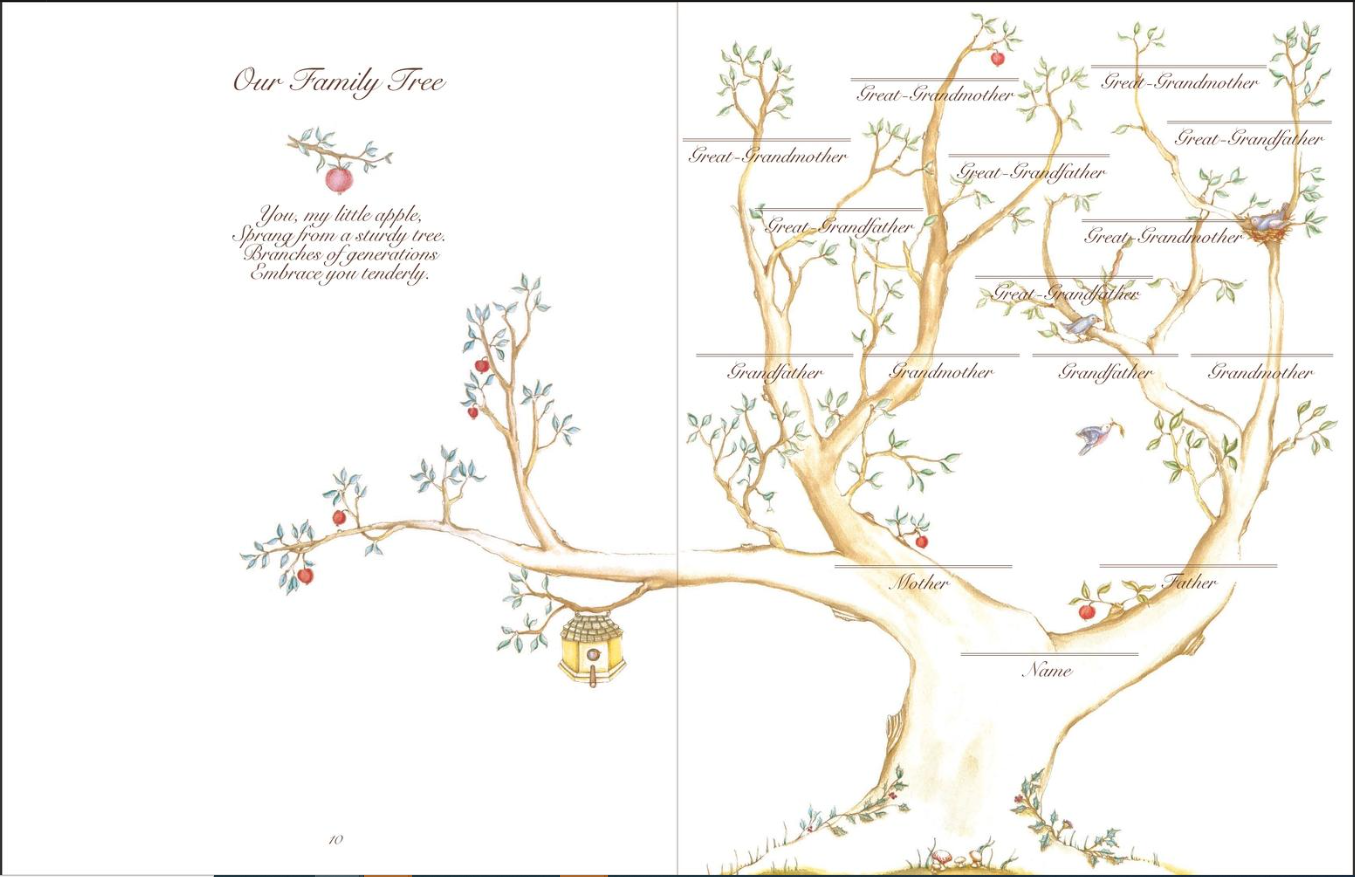 Our Family Tree
You, my little apple,
Sprang from a sturdy tree.
Branches of generations
Embrace you tenderly.
10
Great-Grandmother
Great-Grandmother
Great-Grandfather
Great-Grandmother
Great-Grandfather
Great-Grandfather
Great-Grandmother
Great-Grandfather
Grandfather
Grandmother
Grandfather
Grandmother
Mother
Father
Name